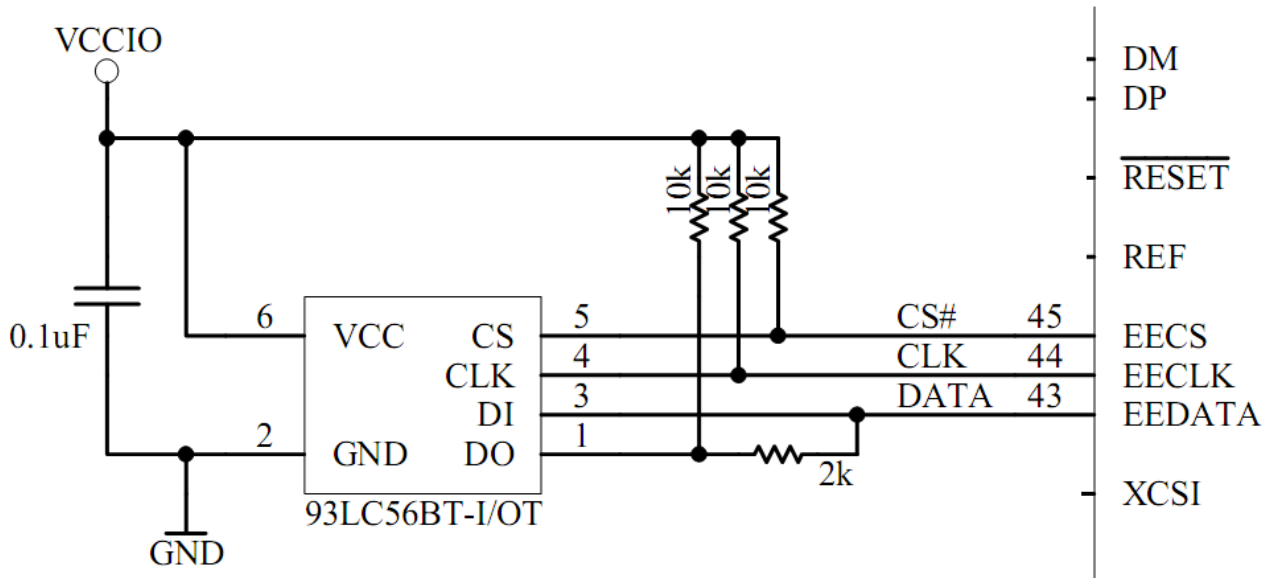 VCCIO
DM
DP
RESET
10k
10k
10k
REF
0.1uF
6
VCC
CS
5
CS#
45
EECS
CLK
4
CLK
44
EECLK
DI
3
DATA
43
EEDATA
2
GND
DO
1
2k
XCSI
93LC56BT-I/OT
GND